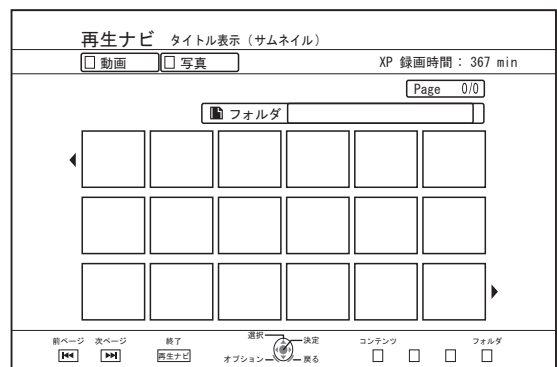 再生ナビ タイトル表示（サムネイル）
動画 写真 XP 録画時間： 367 min
Page 0/0
フォルダ
前ページ 次ページ 終了 選択 決定 コンテンツ フォルダ
再生ナビ オプション 戻る